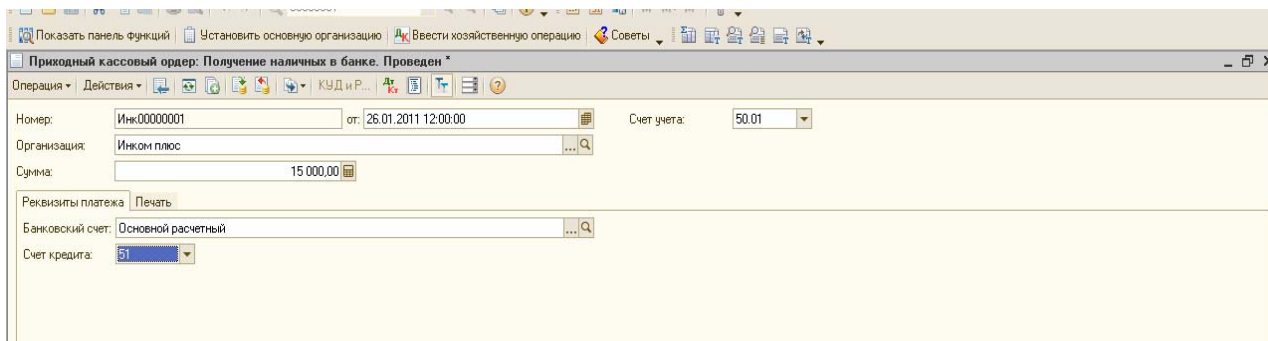 Показать панель функций Установить основную организацию Ввести хозяйственную операцию Советы
Приходный кассовый ордер: Получение наличных в банке. Проведен *
Операция Действия КУДиР... Дт Кт
Номер: Инк00000001 от: 26.01.2011 12:00:00 Счет учета: 50.01
Организация: Инком плюс ...
Сумма: 15 000,00
Реквизиты платежа Печать
Банковский счет: Основной расчетный ...
Счет кредита: 51